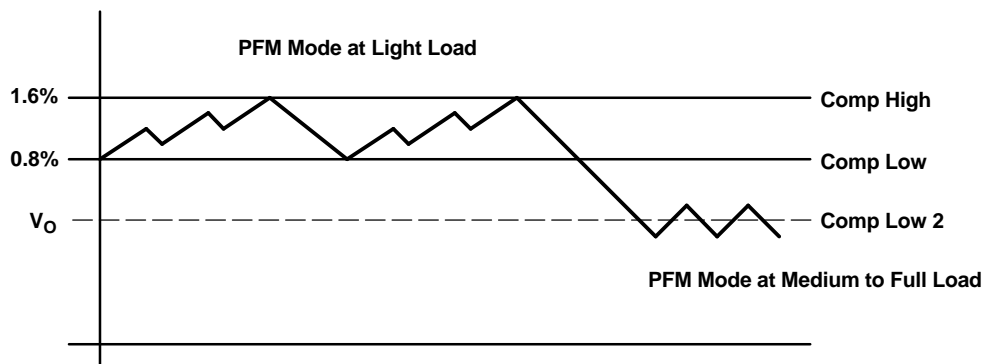 PFM Mode at Light Load
1.6%
Comp High
0.8%
Comp Low
VO
Comp Low 2
PFM Mode at Medium to Full Load